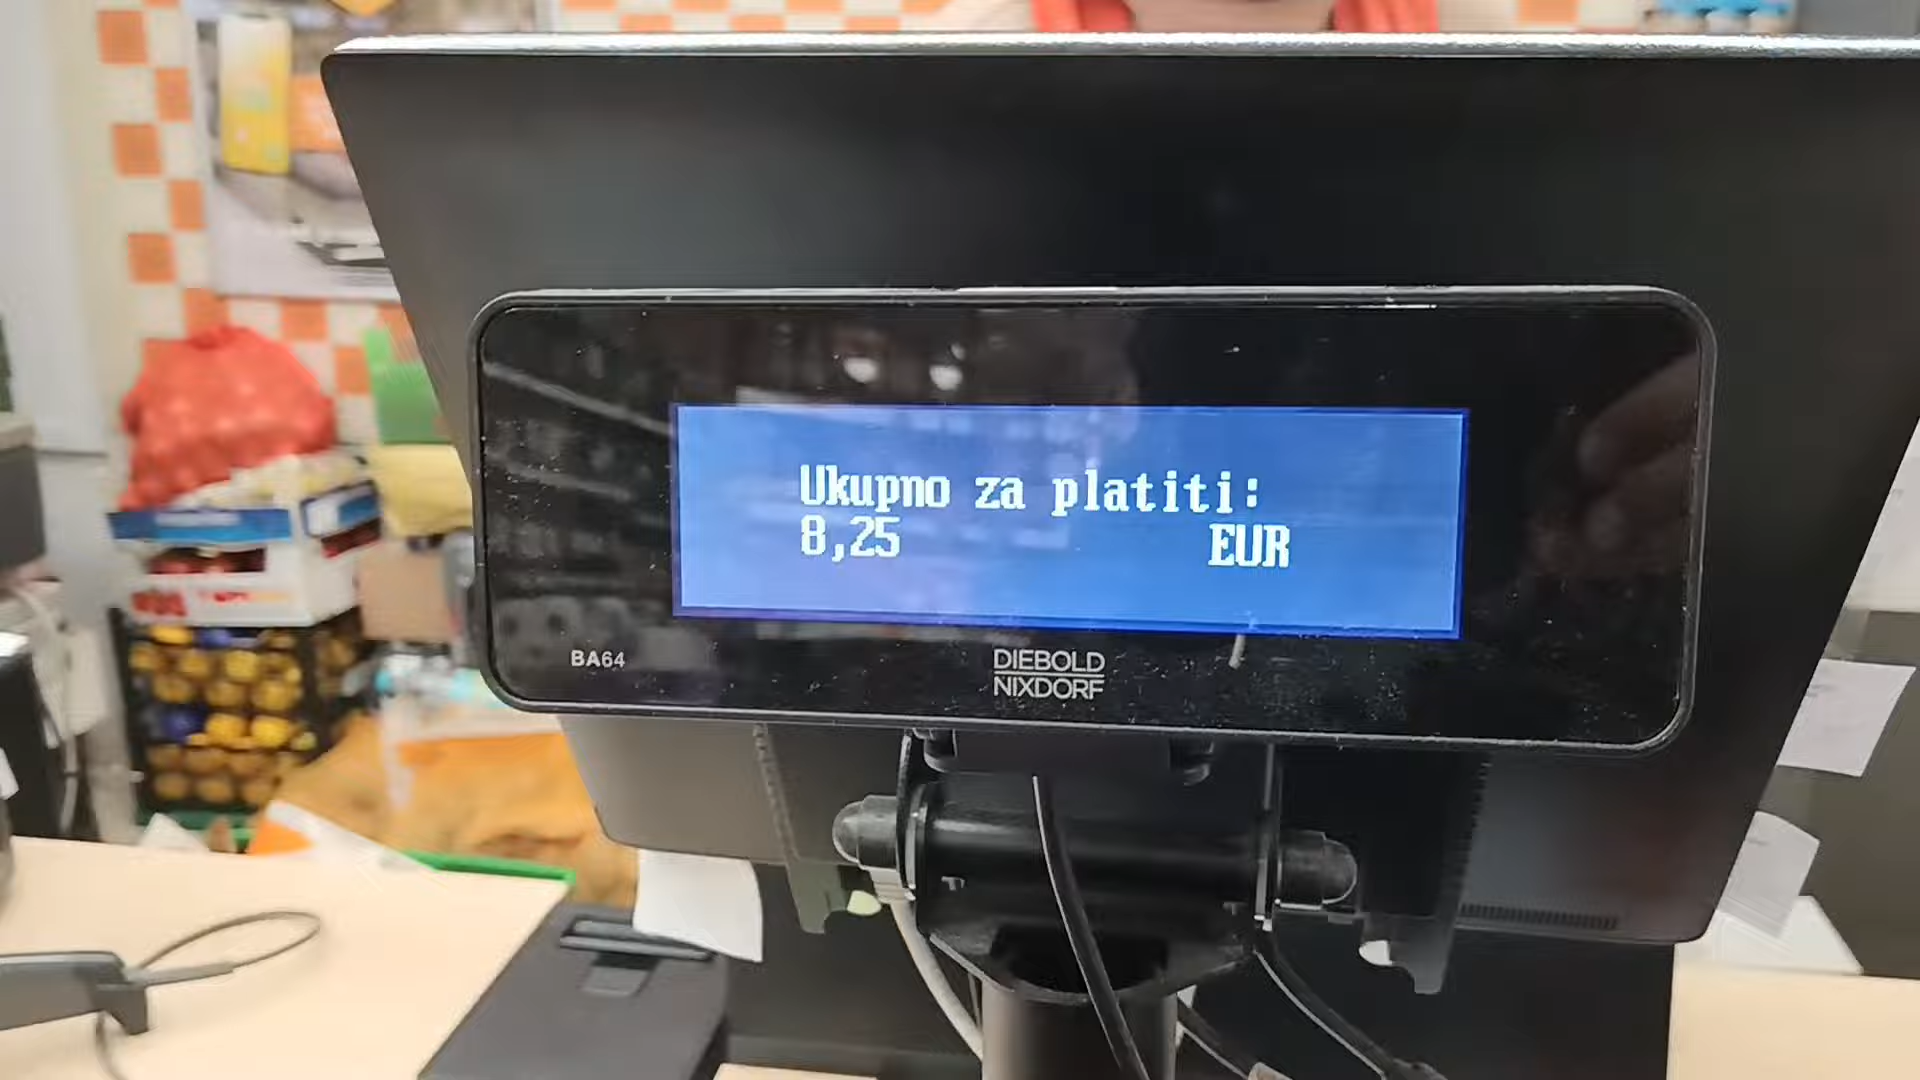 Ukupno za platiti:
8,25 EUR
BA64
DIEBOLD
NIXDORF